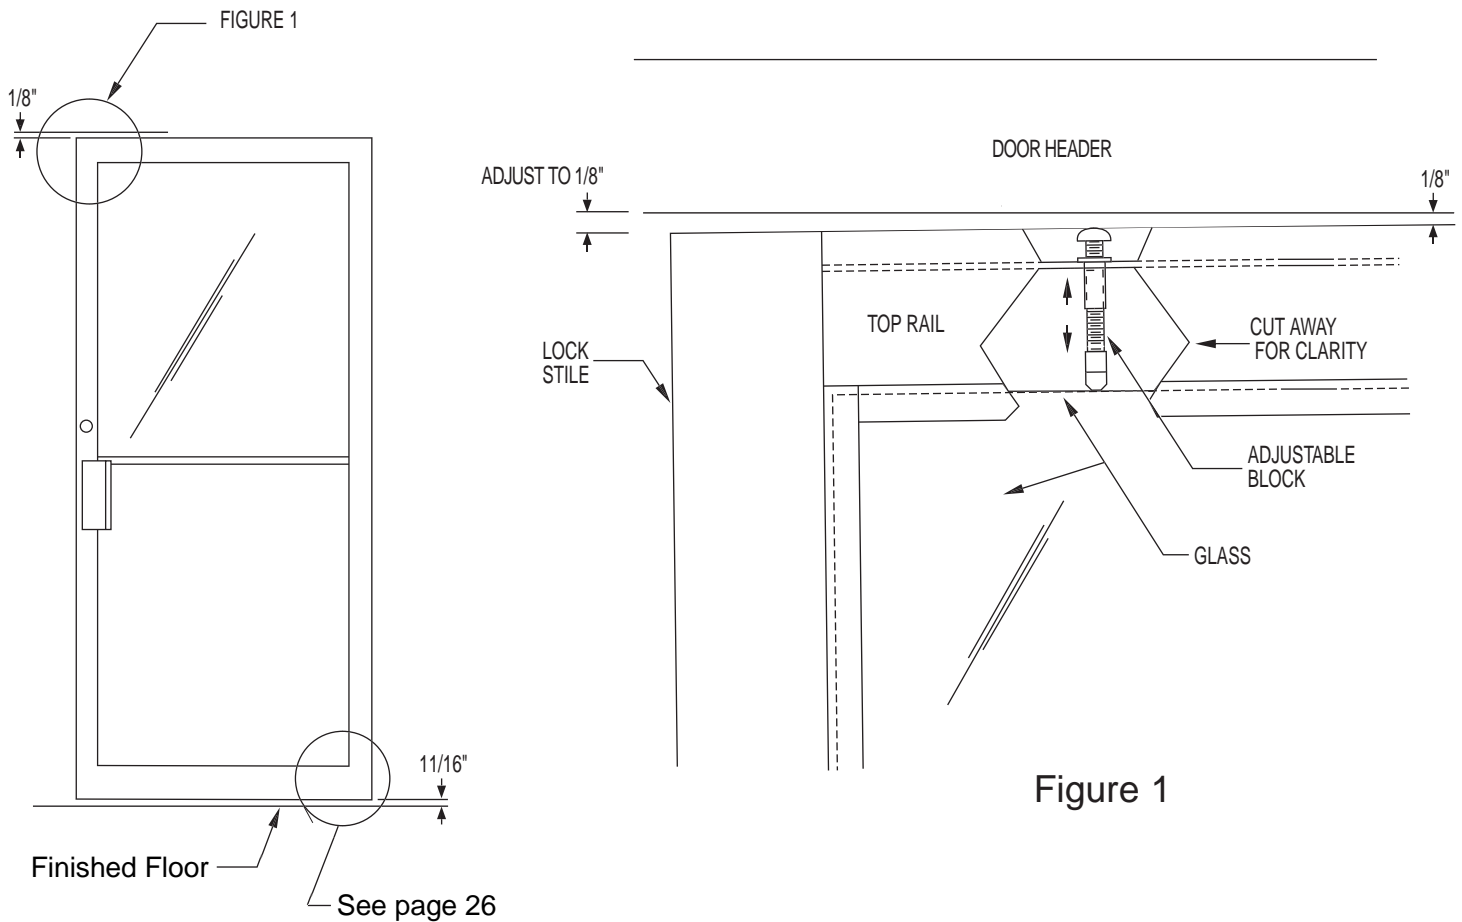 FIGURE 1
1/8"
11/16"
Finished Floor
See page 26
DOOR HEADER
ADJUST TO 1/8"
1/8"
TOP RAIL
LOCK
STILE
CUT AWAY
FOR CLARITY
ADJUSTABLE
BLOCK
GLASS
Figure 1